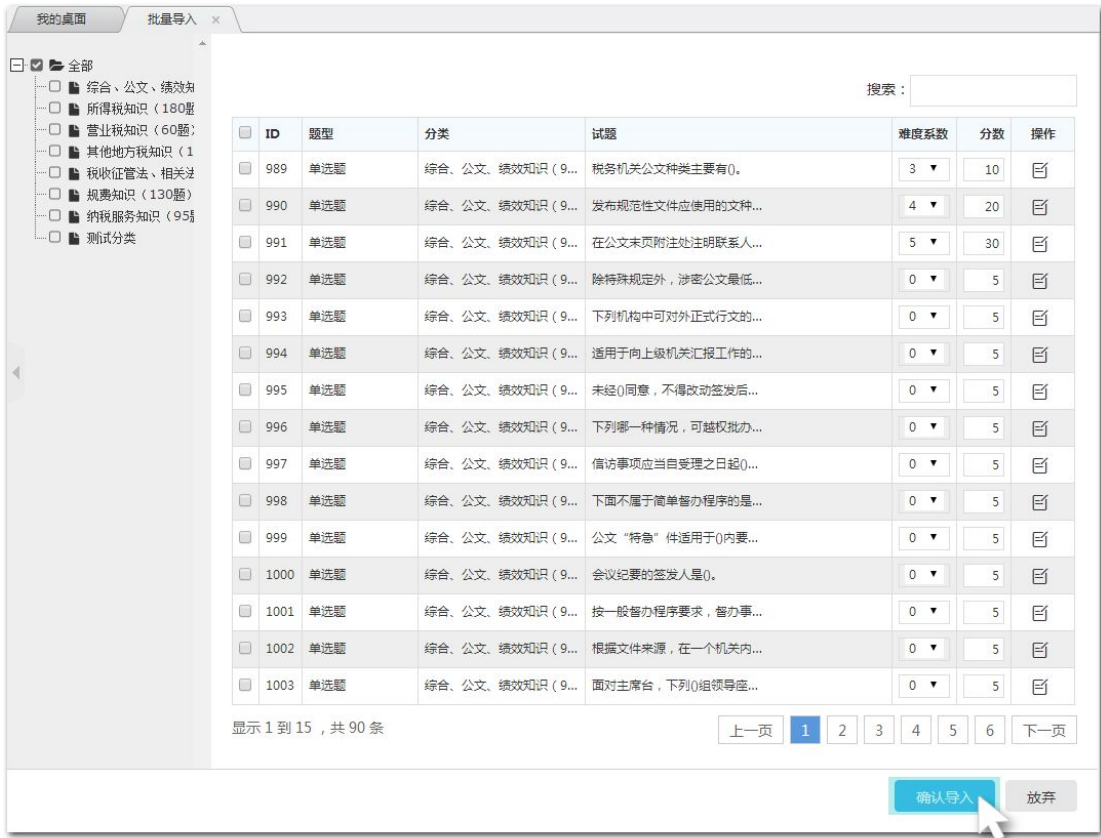 我的桌面 批量导入 ×
全部
综合、公文、绩效知
所得税知识（180题
营业税知识（60题）
其他地方税知识（1
税收征管法、相关法
规费知识（130题）
纳税服务知识（95题
测试分类
搜索：
ID 题型 分类 试题 难度系数 分数 操作
989 单选题 综合、公文、绩效知识（9... 税务机关公文种类主要有()。 3 10
990 单选题 综合、公文、绩效知识（9... 发布规范性文件应使用的文种... 4 20
991 单选题 综合、公文、绩效知识（9... 在公文末页附注处注明联系人... 5 30
992 单选题 综合、公文、绩效知识（9... 除特殊规定外，涉密公文最低... 0 5
993 单选题 综合、公文、绩效知识（9... 下列机构中可对外正式行文的... 0 5
994 单选题 综合、公文、绩效知识（9... 适用于向上级机关汇报工作的... 0 5
995 单选题 综合、公文、绩效知识（9... 未经()同意，不得改动签发后... 0 5
996 单选题 综合、公文、绩效知识（9... 下列哪一种情况，可越权批办... 0 5
997 单选题 综合、公文、绩效知识（9... 信访事项应当自受理之日起()... 0 5
998 单选题 综合、公文、绩效知识（9... 下面不属于简单督办程序的是... 0 5
999 单选题 综合、公文、绩效知识（9... 公文“特急”件适用于()内要... 0 5
1000 单选题 综合、公文、绩效知识（9... 会议纪要的签发人是()。 0 5
1001 单选题 综合、公文、绩效知识（9... 按一般督办程序要求，督办事... 0 5
1002 单选题 综合、公文、绩效知识（9... 根据文件来源，在一个机关内... 0 5
1003 单选题 综合、公文、绩效知识（9... 面对主席台，下列()组领导座... 0 5
显示 1 到 15 ，共 90 条 上一页 1 2 3 4 5 6 下一页
确认导入 放弃